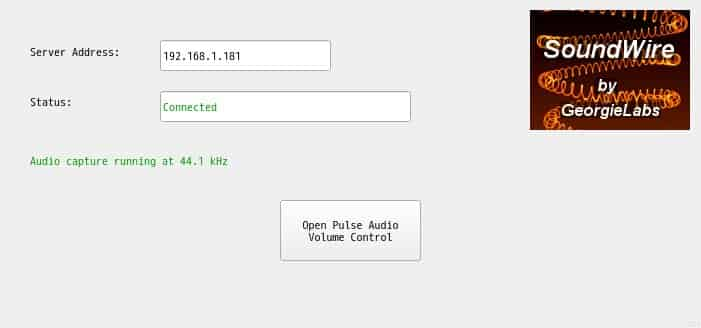 Server Address:
192.168.1.181
SoundWire
by
GeorgieLabs
Status:
Connected
Audio capture running at 44.1 kHz
Open Pulse Audio
Volume Control